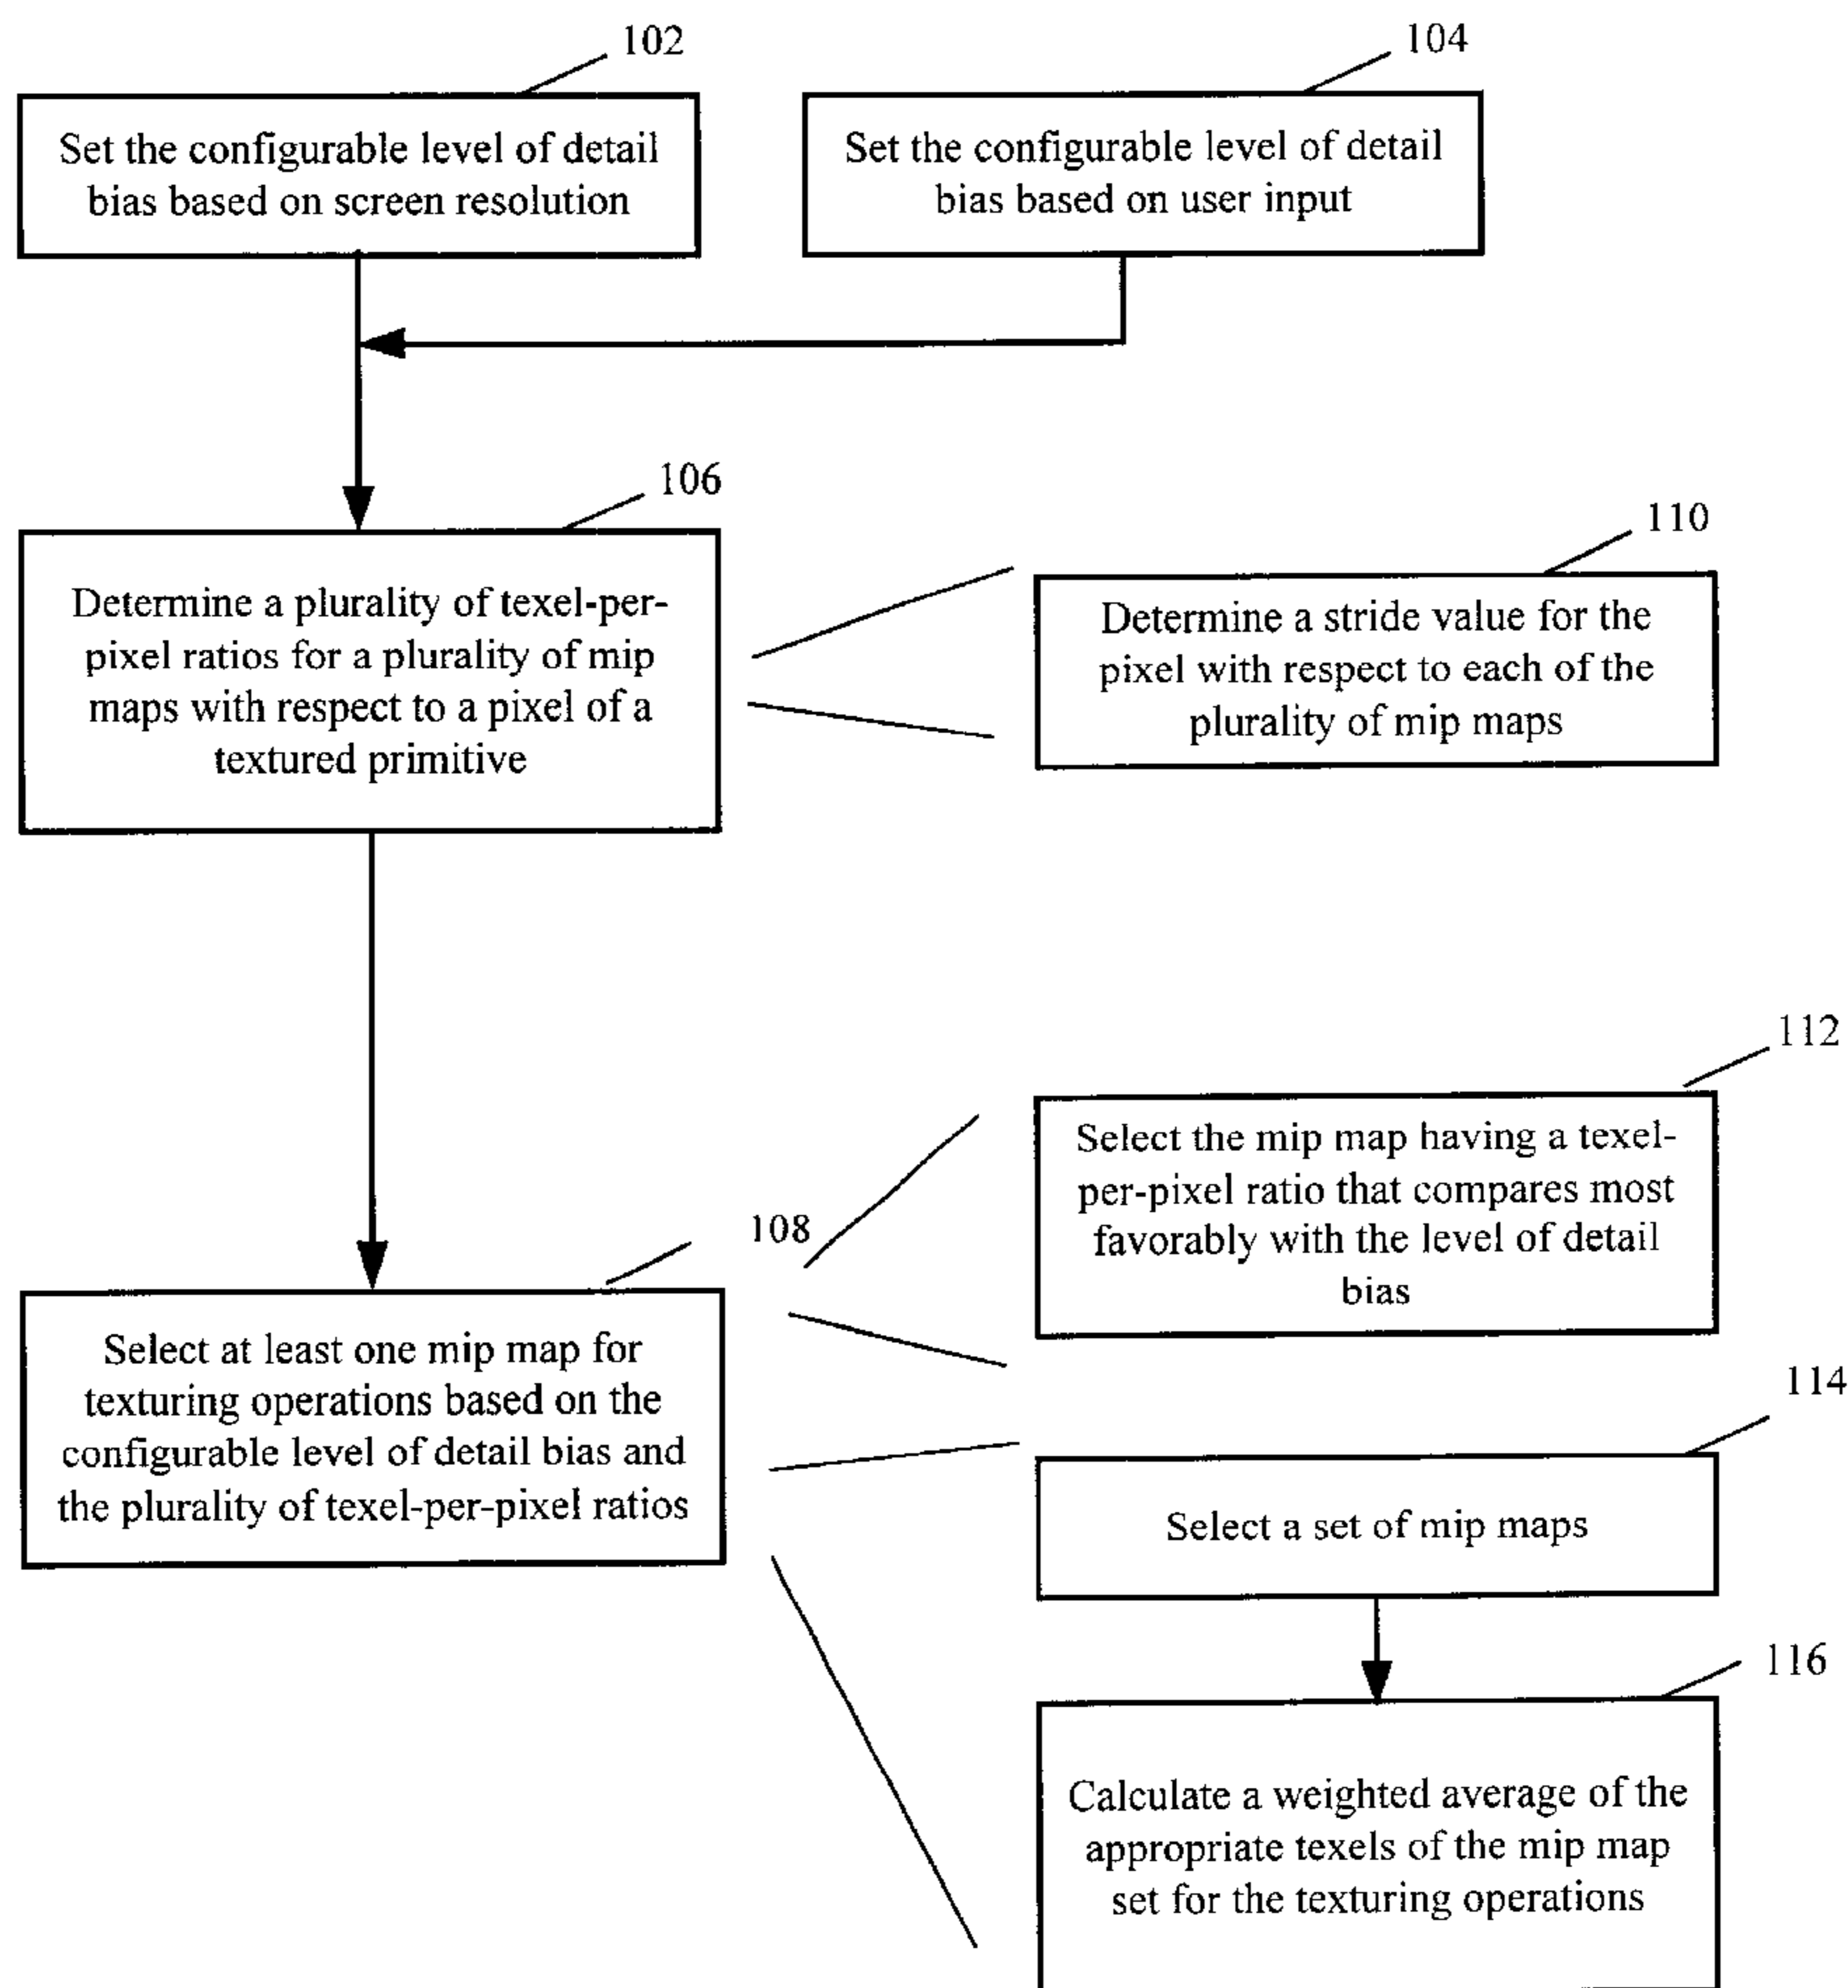 102
Set the configurable level of detail
bias based on screen resolution
104
Set the configurable level of detail
bias based on user input
106
Determine a plurality of texel-per-
pixel ratios for a plurality of mip
maps with respect to a pixel of a
textured primitive
110
Determine a stride value for the
pixel with respect to each of the
plurality of mip maps
108
Select at least one mip map for
texturing operations based on the
configurable level of detail bias and
the plurality of texel-per-pixel ratios
112
Select the mip map having a texel-
per-pixel ratio that compares most
favorably with the level of detail
bias
114
Select a set of mip maps
116
Calculate a weighted average of the
appropriate texels of the mip map
set for the texturing operations